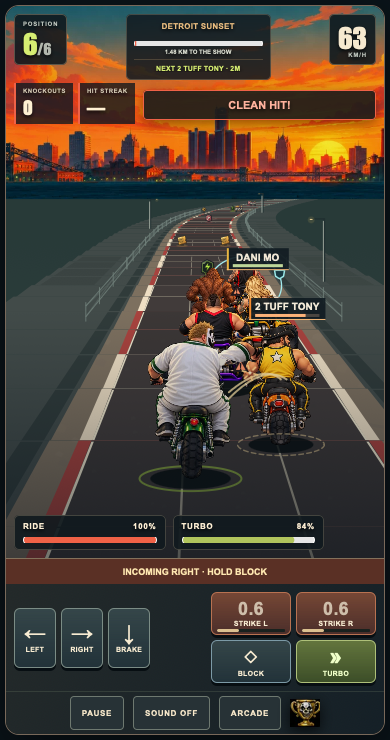 POSITION
6/6
DETROIT SUNSET
1.48 KM TO THE SHOW
NEXT 2 TUFF TONY · 2M
63
KM/H
KNOCKOUTS
0
HIT STREAK
—
CLEAN HIT!
DANI MO
2 TUFF TONY
RIDE 100%
TURBO 84%
INCOMING RIGHT · HOLD BLOCK
←
LEFT
→
RIGHT
↓
BRAKE
0.6
STRIKE L
0.6
STRIKE R
◇
BLOCK
»
TURBO
PAUSE
SOUND OFF
ARCADE